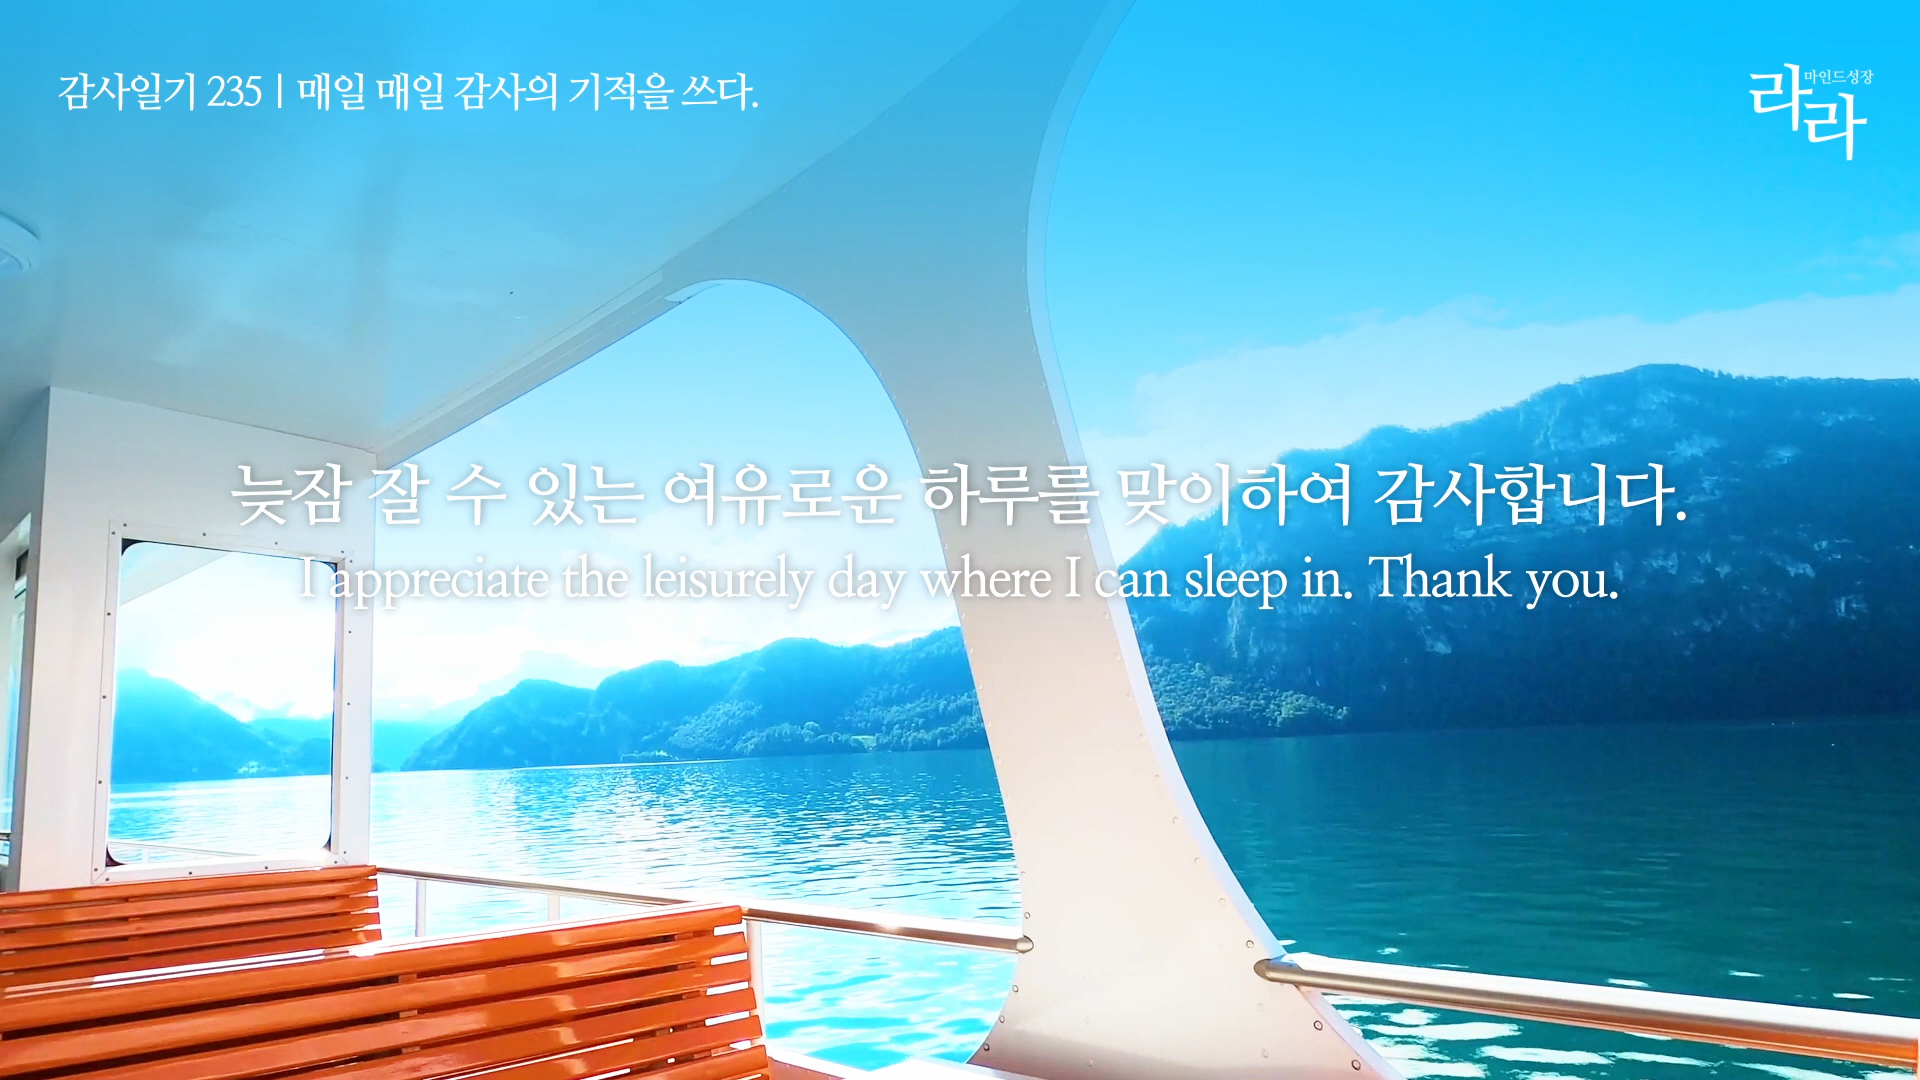 감사일기 235 | 매일 매일 감사의 기적을 쓰다.
마인드성장
라라
늦잠 잘 수 있는 여유로운 하루를 맞이하여 감사합니다.
I appreciate the leisurely day where I can sleep in. Thank you.